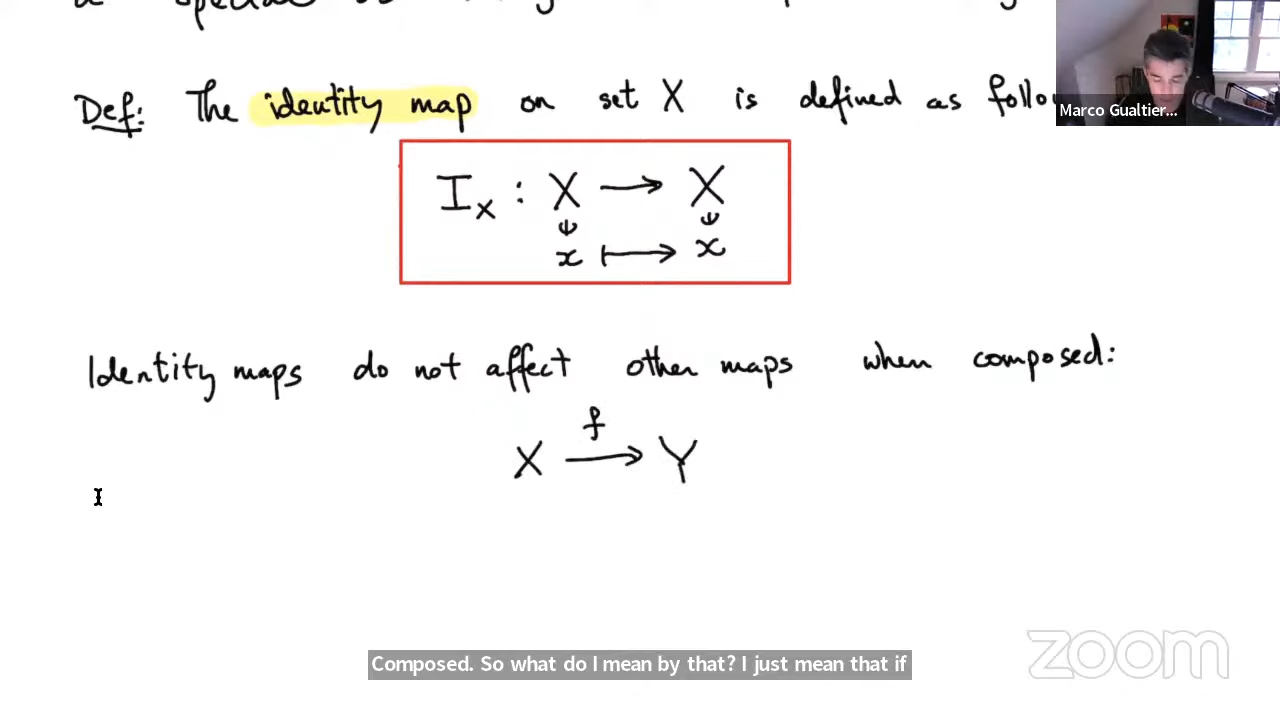 a special
Def: The identity map on set X is defined as follo
Marco Gualtier...
I_X : X → X
ψ ψ
x ↦ x
Identity maps do not affect other maps when composed:
f
X → Y
Composed. So what do I mean by that? I just mean that if
zoom